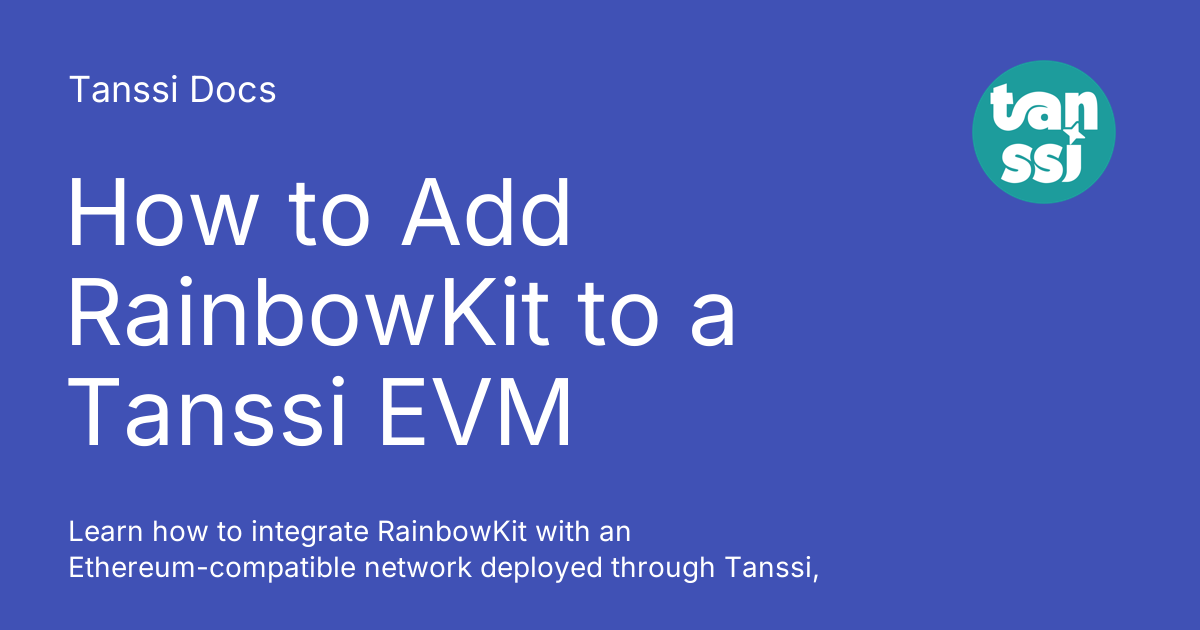 Tanssi Docs
tan
ssi
How to Add
RainbowKit to a
Tanssi EVM
Learn how to integrate RainbowKit with an
Ethereum-compatible network deployed through Tanssi,